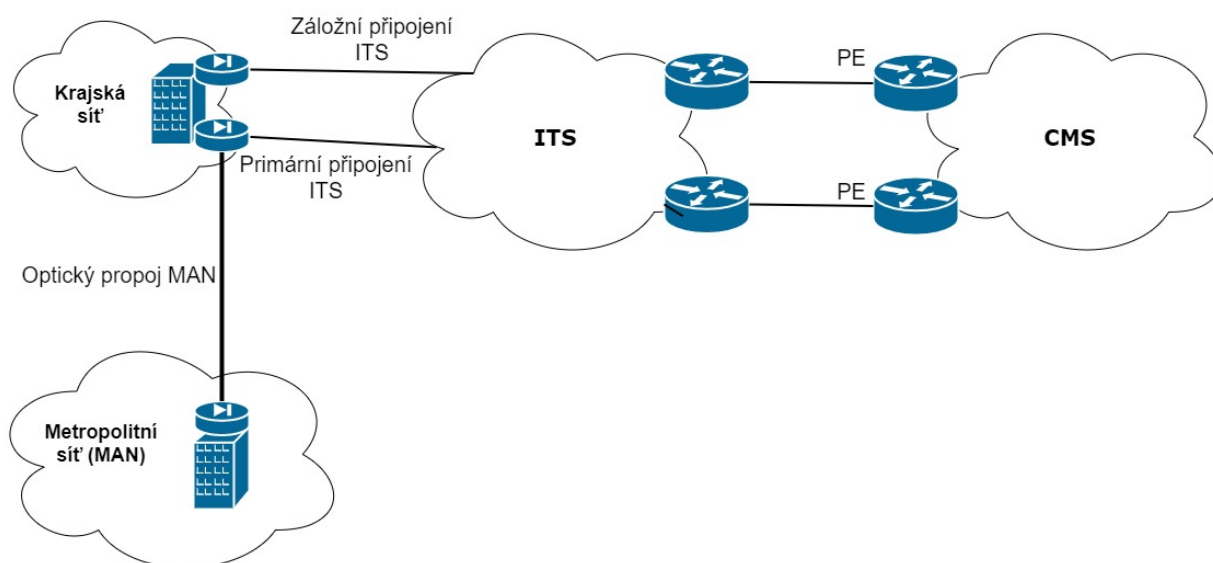 Záložní připojení
ITS
PE
Krajská
síť
ITS
CMS
Primární připojení
ITS
PE
Optický propoj MAN
Metropolitní
síť (MAN)